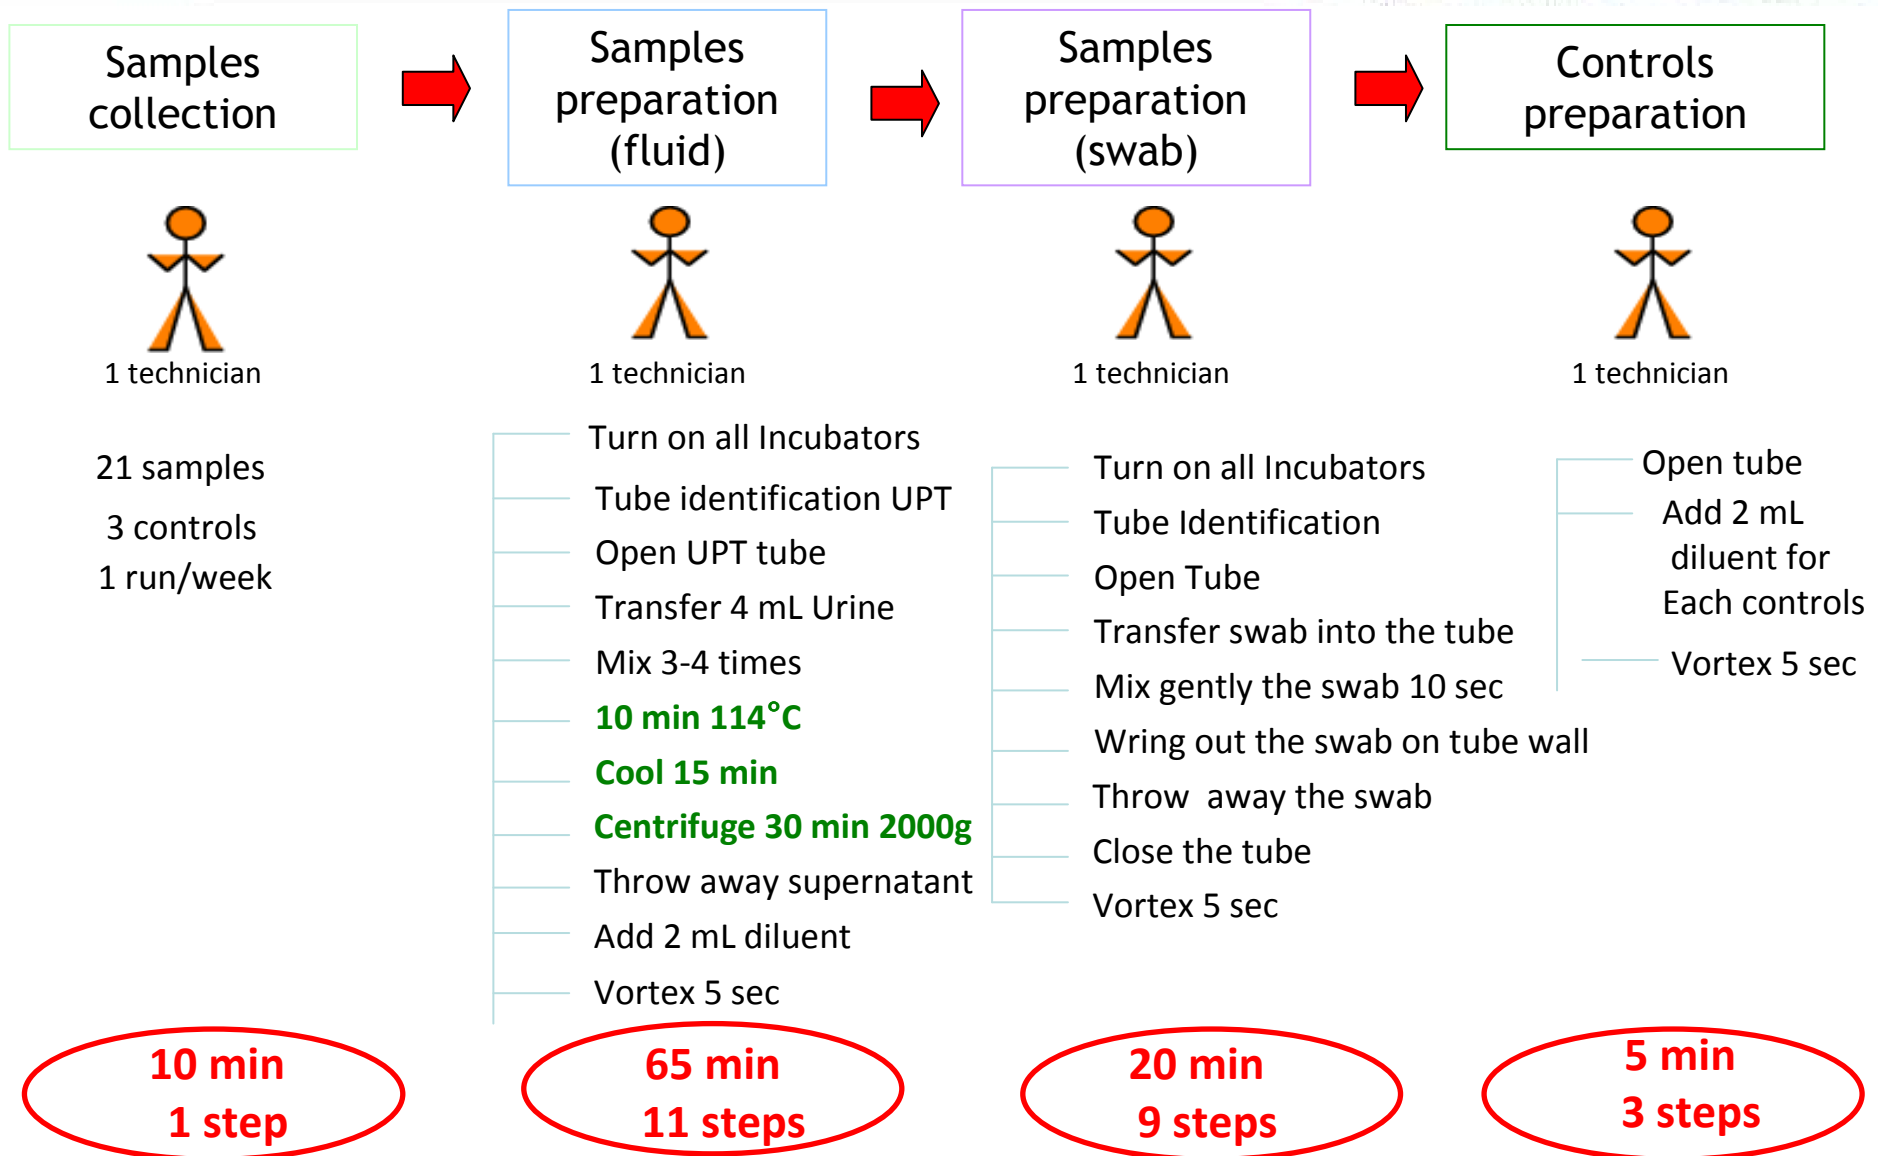 Samples
collection
Samples
preparation
(fluid)
Samples
preparation
(swab)
Controls
preparation
1 technician
1 technician
1 technician
1 technician
21 samples
3 controls
1 run/week
Turn on all Incubators
Tube identification UPT
Open UPT tube
Transfer 4 mL Urine
Mix 3-4 times
10 min 114°C
Cool 15 min
Centrifuge 30 min 2000g
Throw away supernatant
Add 2 mL diluent
Vortex 5 sec
Turn on all Incubators
Tube Identification
Open Tube
Transfer swab into the tube
Mix gently the swab 10 sec
Wring out the swab on tube wall
Throw  away the swab
Close the tube
Vortex 5 sec
Open tube
Add 2 mL
diluent for
Each controls
Vortex 5 sec
10 min
1 step
65 min
11 steps
20 min
9 steps
5 min
3 steps